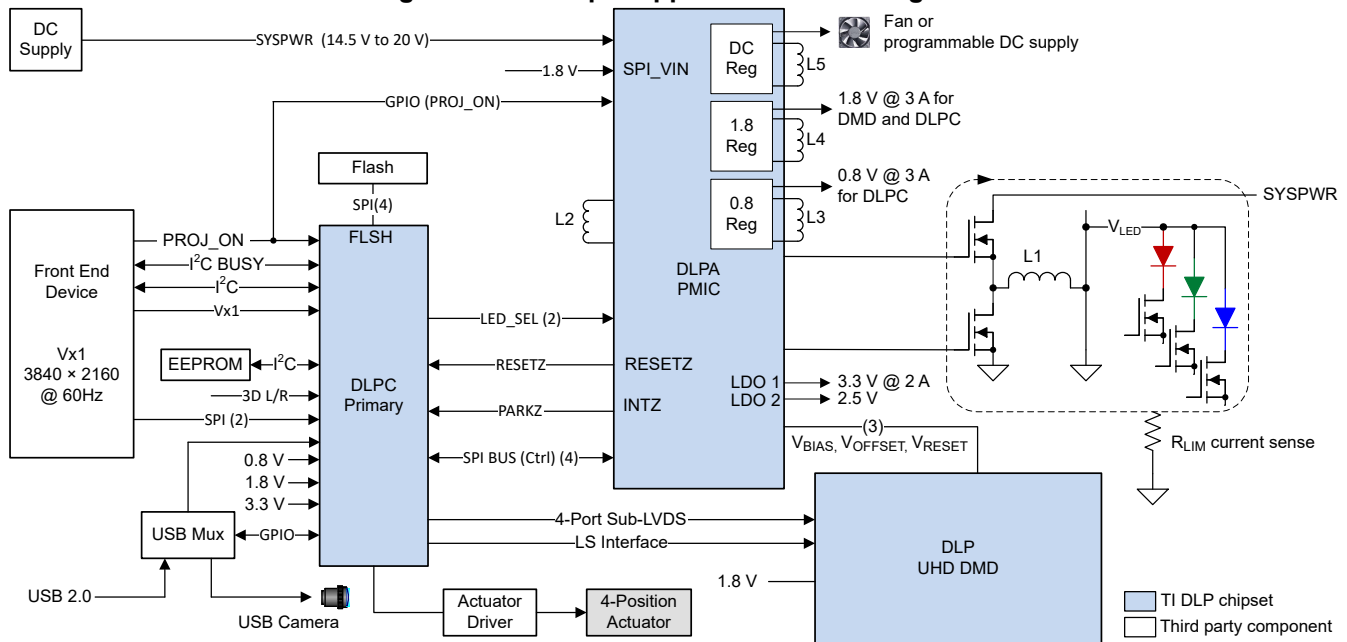 DC
Supply
SYSPWR (14.5 V to 20 V)
1.8 V
SPI_VIN
GPIO (PROJ_ON)
DC
Reg
L5
Fan or
programmable DC supply
1.8
Reg
L4
1.8 V @ 3 A for
DMD and DLPC
0.8
Reg
L3
0.8 V @ 3 A
for DLPC
L2
DLPA
PMIC
SYSPWR
VLED
L1
Flash
SPI(4)
FLSH
Front End
Device
Vx1
3840 × 2160
@ 60Hz
PROJ_ON
I2C BUSY
I2C
Vx1
EEPROM
I2C
3D L/R
SPI (2)
0.8 V
1.8 V
3.3 V
DLPC
Primary
LED_SEL (2)
RESETZ
RESETZ
PARKZ
INTZ
SPI BUS (Ctrl) (4)
LDO 1
LDO 2
3.3 V @ 2 A
2.5 V
(3)
VBIAS, VOFFSET, VRESET
RLIM current sense
USB Mux
GPIO
USB 2.0
USB Camera
4-Port Sub-LVDS
LS Interface
DLP
UHD DMD
1.8 V
Actuator
Driver
4-Position
Actuator
TI DLP chipset
Third party component